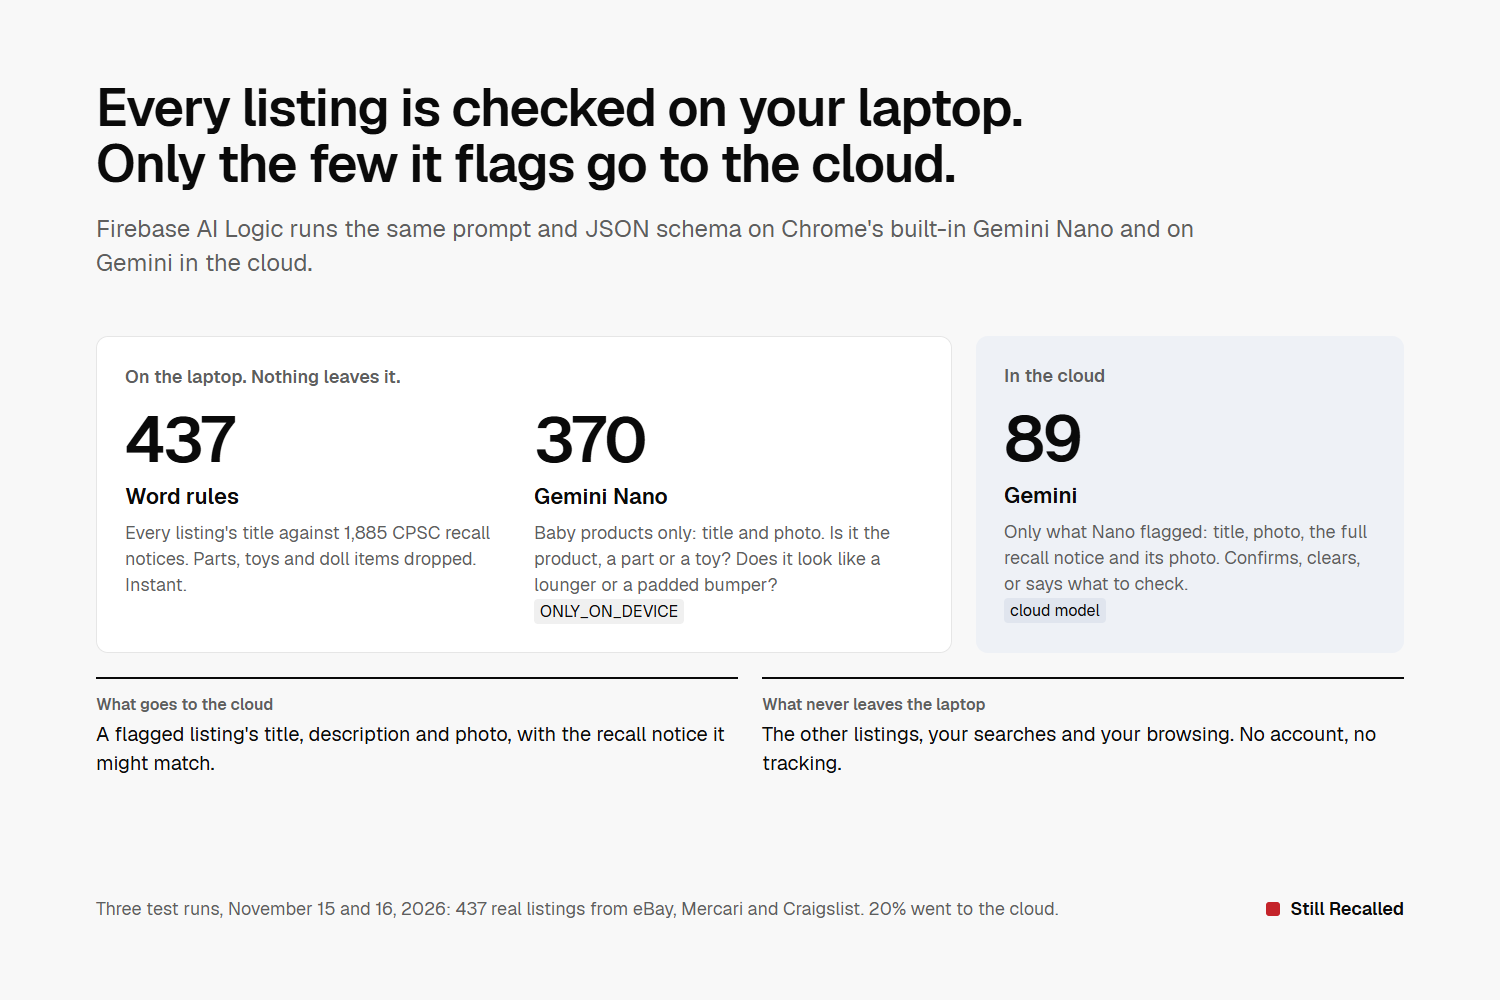 Every listing is checked on your laptop.
Only the few it flags go to the cloud.
Firebase AI Logic runs the same prompt and JSON schema on Chrome's built-in Gemini Nano and on
Gemini in the cloud.
On the laptop. Nothing leaves it.
437
Word rules
Every listing's title against 1,885 CPSC recall
notices. Parts, toys and doll items dropped.
Instant.
370
Gemini Nano
Baby products only: title and photo. Is it the
product, a part or a toy? Does it look like a
lounger or a padded bumper?
ONLY_ON_DEVICE
In the cloud
89
Gemini
Only what Nano flagged: title, photo, the full
recall notice and its photo. Confirms, clears,
or says what to check.
cloud model
What goes to the cloud
A flagged listing's title, description and photo, with the recall notice it
might match.
What never leaves the laptop
The other listings, your searches and your browsing. No account, no
tracking.
Three test runs, November 15 and 16, 2026: 437 real listings from eBay, Mercari and Craigslist. 20% went to the cloud.
Still Recalled